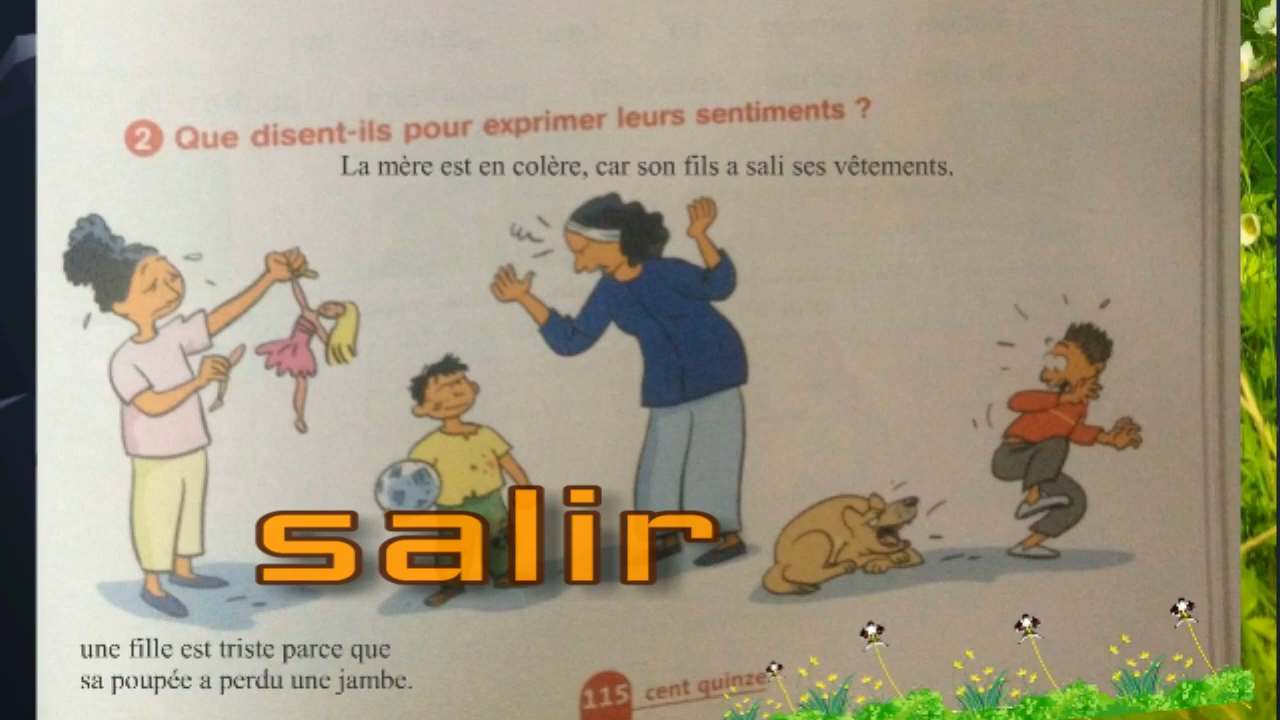 2 Que disent-ils pour exprimer leurs sentiments ?
La mère est en colère, car son fils a sali ses vêtements.
salir
une fille est triste parce que
sa poupée a perdu une jambe.
115 cent quinze